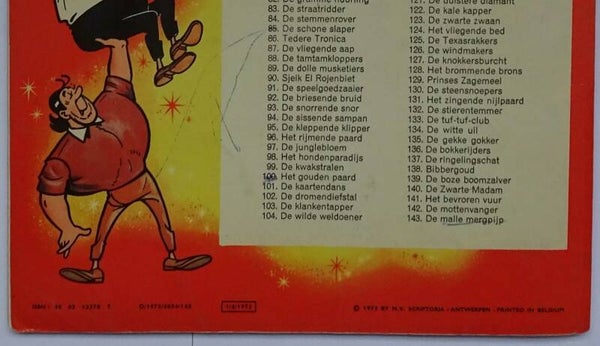 83. De straatridder
84. De stemmenrover
85. De schone slaper
86. Tedere Tronica
87. De vliegende aap
88. De tamtamkloppers
89. De dolle musketiers
90. Sjeik El Rojenbiet
91. De speelgoedzaaier
92. De briesende bruid
93. De snorrende snor
94. De sissende sampan
95. De kleppende klipper
96. Het rijmende paard
97. De junglebloem
98. Het hondenparadijs
99. De kwakstralen
100. Het gouden paard
101. De kaartendans
102. De dromendiefstal
103. De klankentapper
104. De wilde weldoener
121. De duistere diamant
122. De kale kapper
123. De zwarte zwaan
124. Het vliegende bed
125. De Texasrakkers
126. De windmakers
127. De knokkersburcht
128. Het brommende brons
129. Prinses Zagemeel
130. De steensnoepers
131. Het zingende nijlpaard
132. De stierentemmer
133. De tuf-tuf-club
134. De witte uil
135. De gekke gokker
136. De bokkerijders
137. De ringelingschat
138. Bibbergoud
139. De boze boomzalver
140. De Zwarte Madam
141. Het bevroren vuur
142. De mottenvanger
143. De malle mergpijp
© 1973 BY N.V. SCRIPTORIA - ANTWERPEN - PRINTED IN BELGIUM